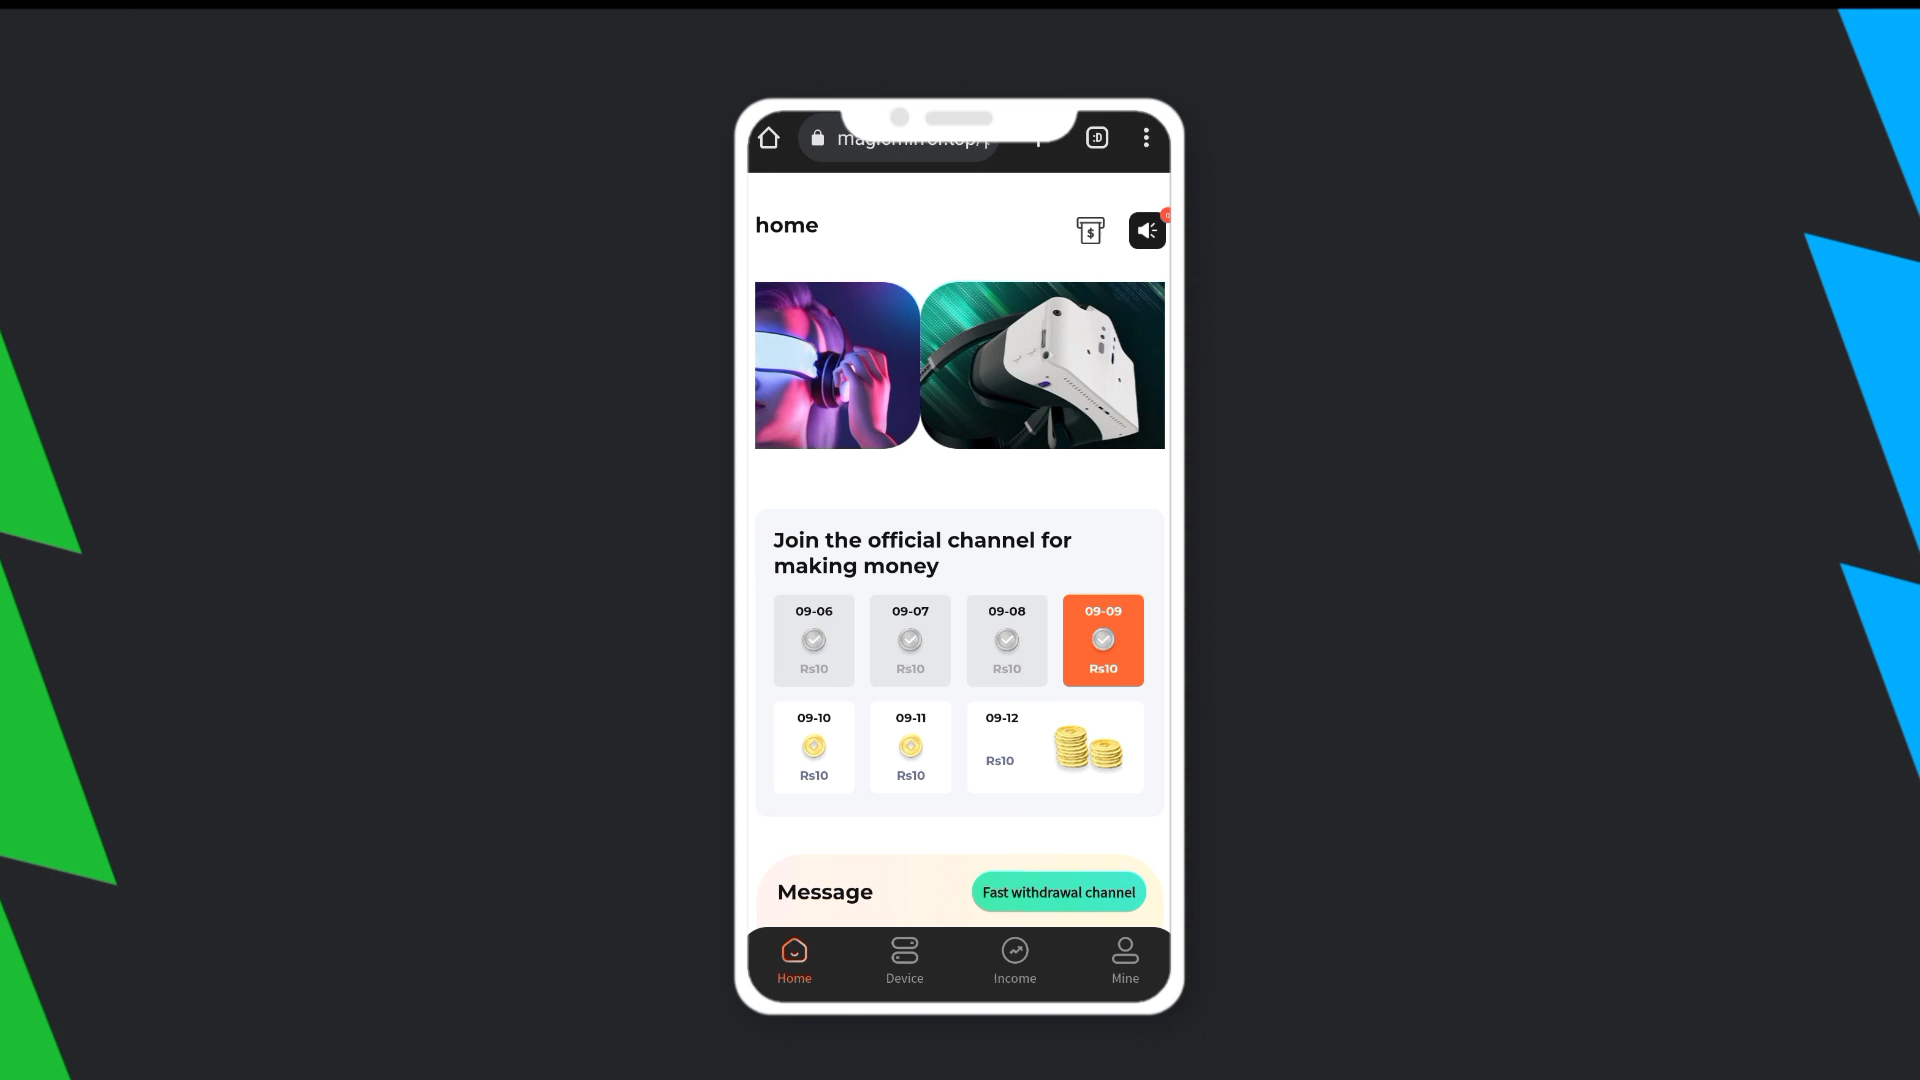 home
$
Join the official channel for
making money
09-06
09-07
09-08
09-09
Rs10
Rs10
Rs10
Rs10
09-10
09-11
09-12
Rs10
Rs10
Rs10
Message
Fast withdrawal channel
Home
Device
Income
Mine